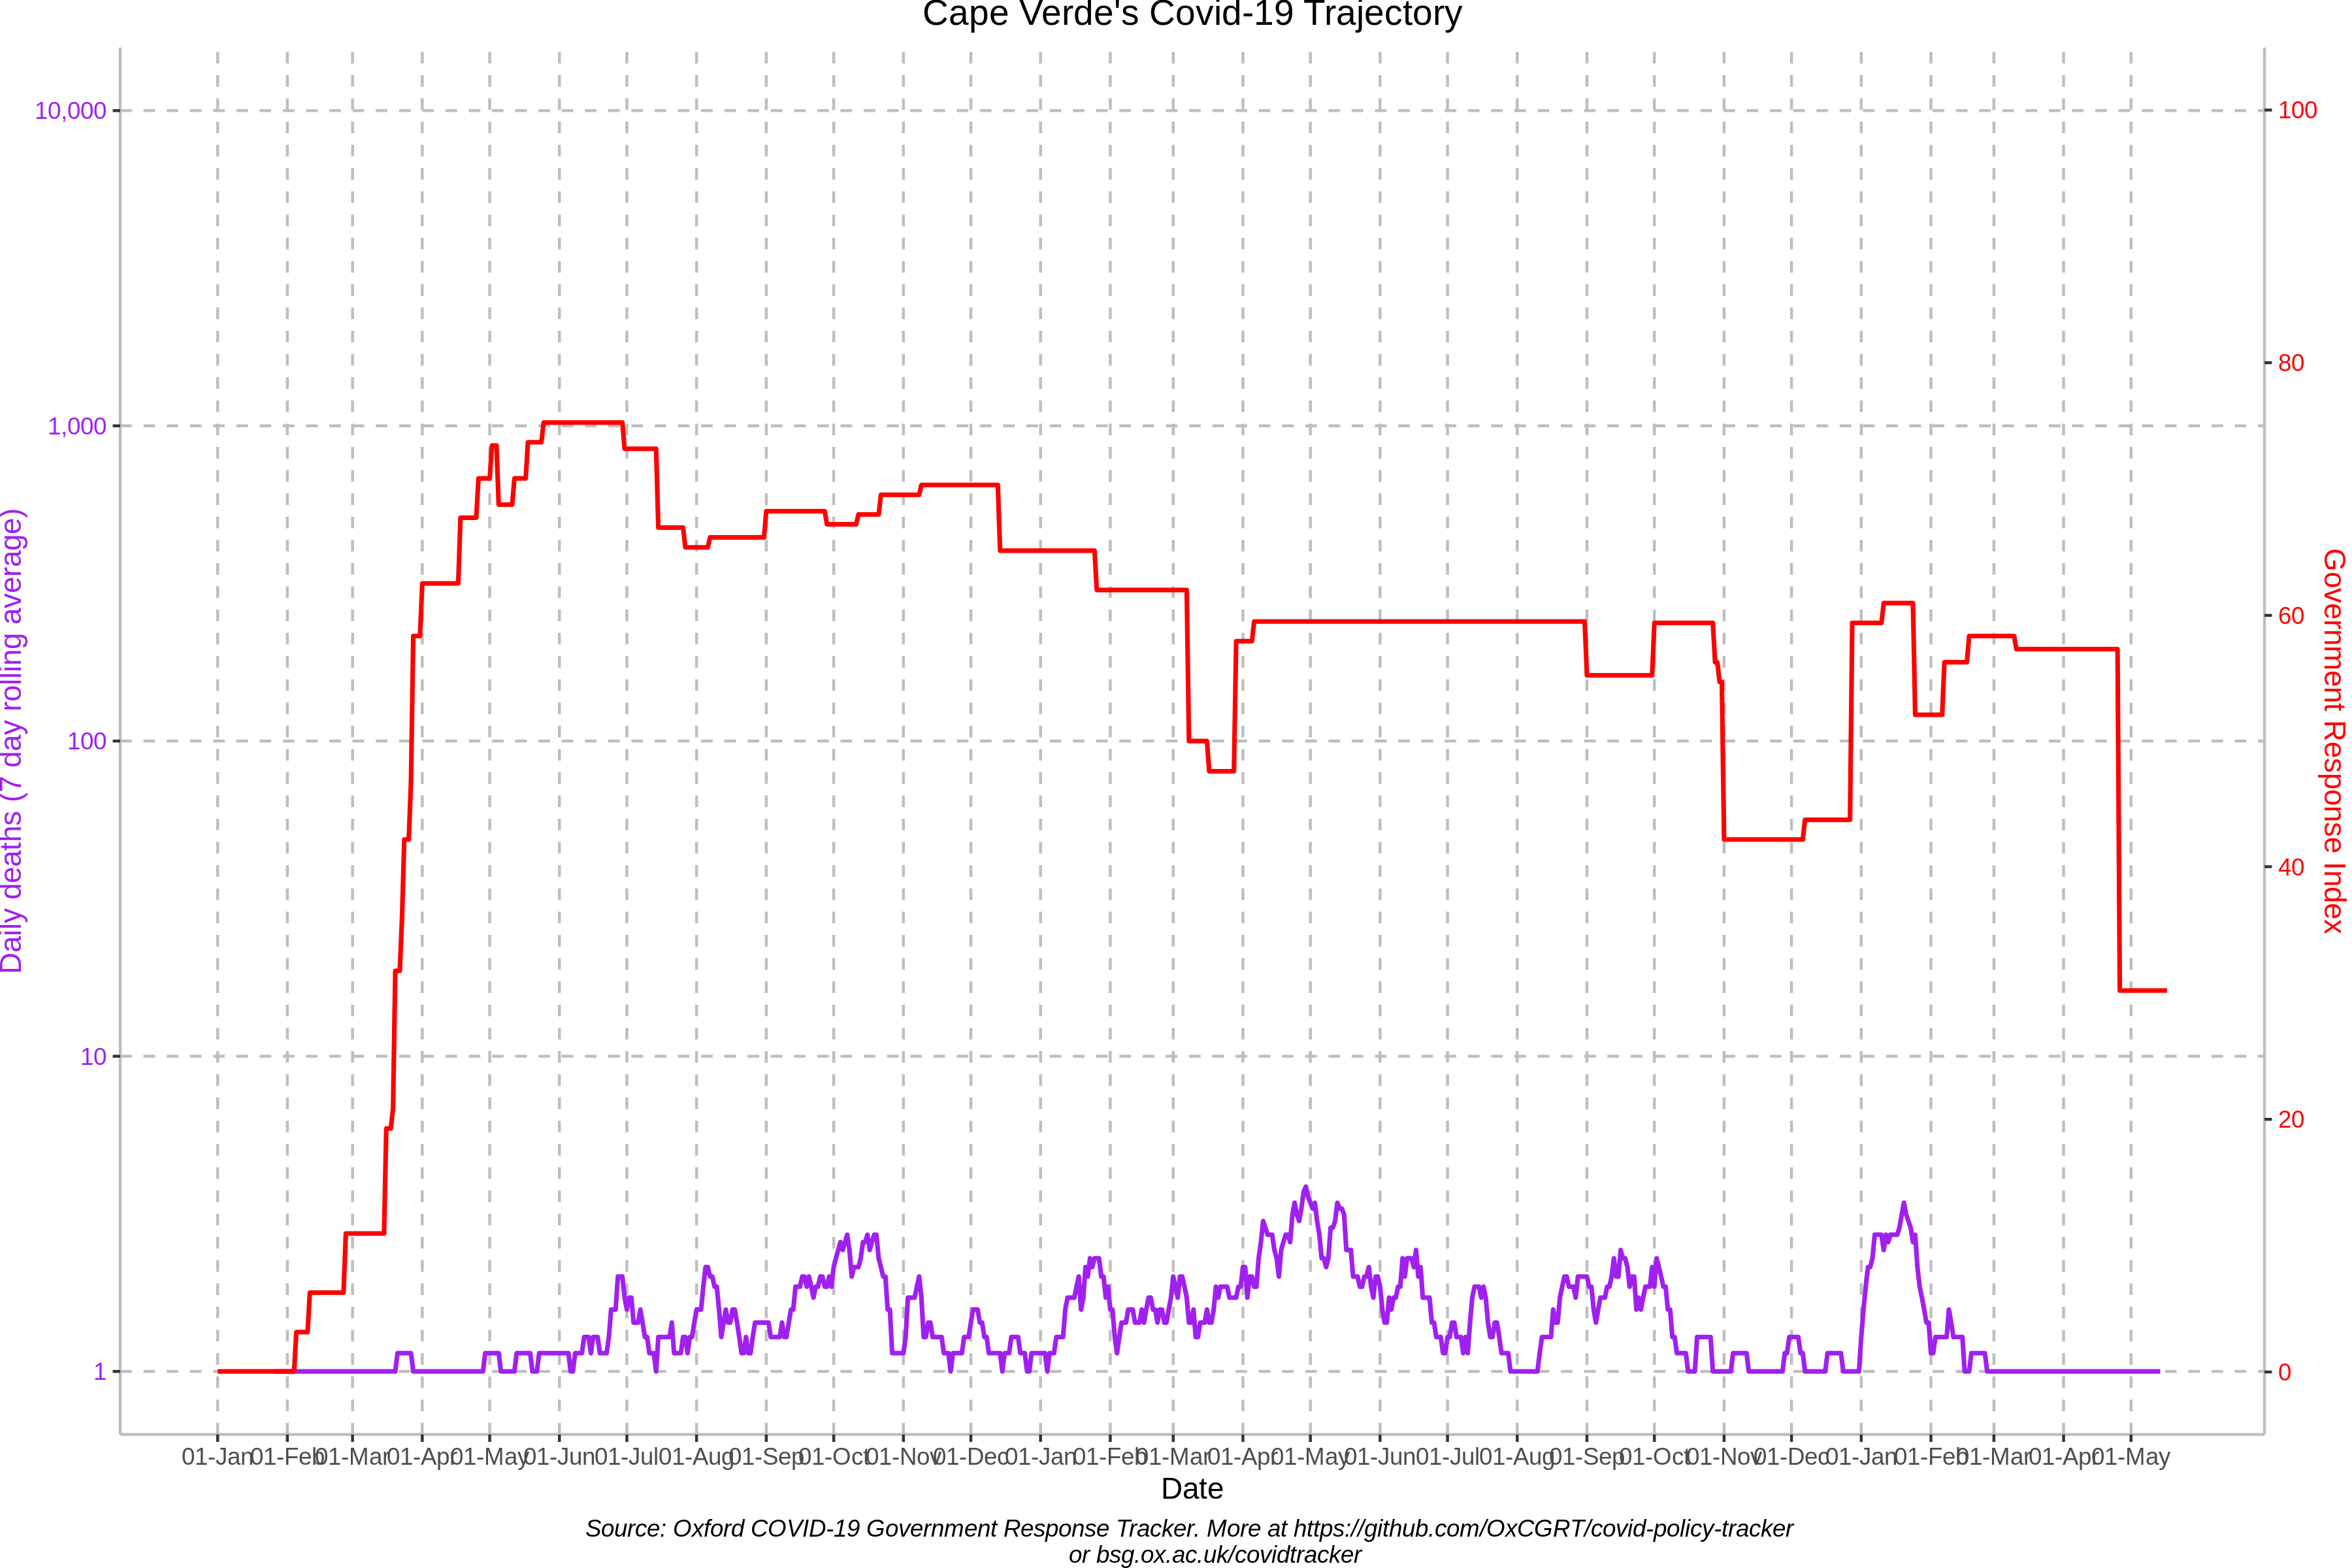 Cape Verde's Covid-19 Trajectory
10,000
1,000
100
10
1
Daily deaths (7 day rolling average)
100
80
60
40
20
0
Government Response Index
01-Jan 01-Feb 01-Mar 01-Apr 01-May 01-Jun 01-Jul 01-Aug 01-Sep 01-Oct 01-Nov 01-Dec 01-Jan 01-Feb 01-Mar 01-Apr 01-May 01-Jun 01-Jul 01-Aug 01-Sep 01-Oct 01-Nov 01-Dec 01-Jan 01-Feb 01-Mar 01-Apr 01-May
Date
Source: Oxford COVID-19 Government Response Tracker. More at https://github.com/OxCGRT/covid-policy-tracker
or bsg.ox.ac.uk/covidtracker